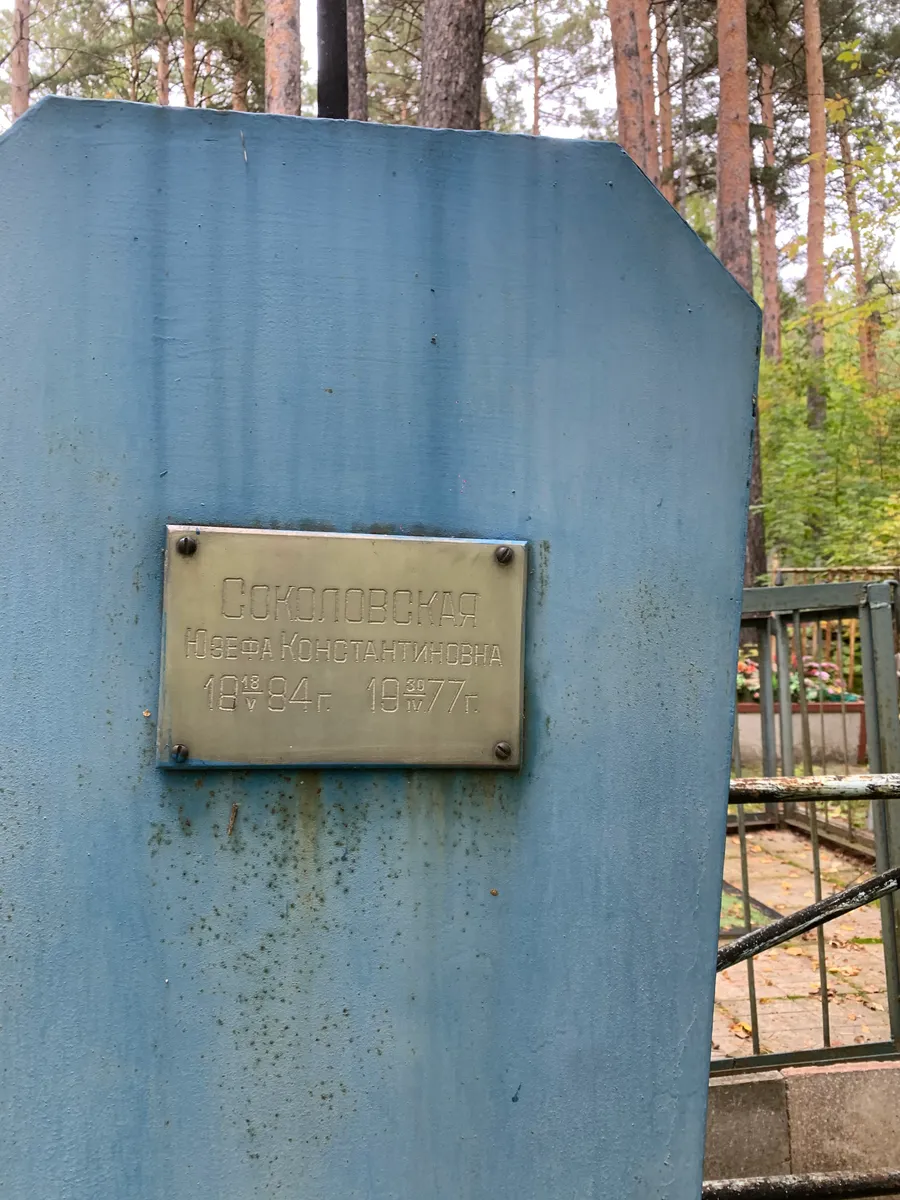 Соколовская
Юзефа Константиновна
18 18/V 84 г. 19 30/IV 77 г.